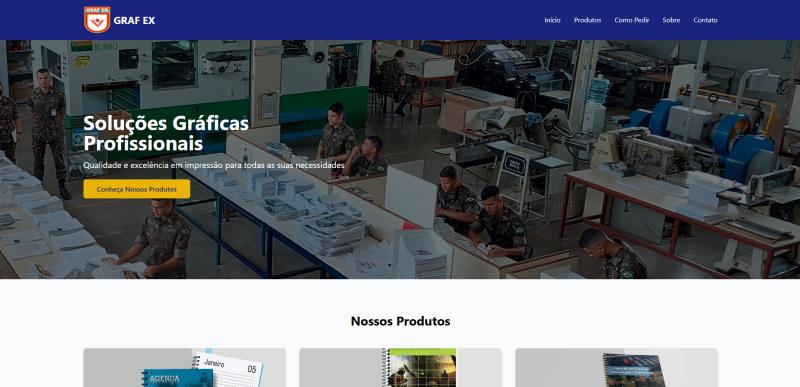 GRAF EX
GRAF EX
Início
Produtos
Como Pedir
Sobre
Contato
Soluções Gráficas
Profissionais
Qualidade e excelência em impressão para todas as suas necessidades
Conheça Nossos Produtos
Nossos Produtos
Janeiro
05
AGENDA